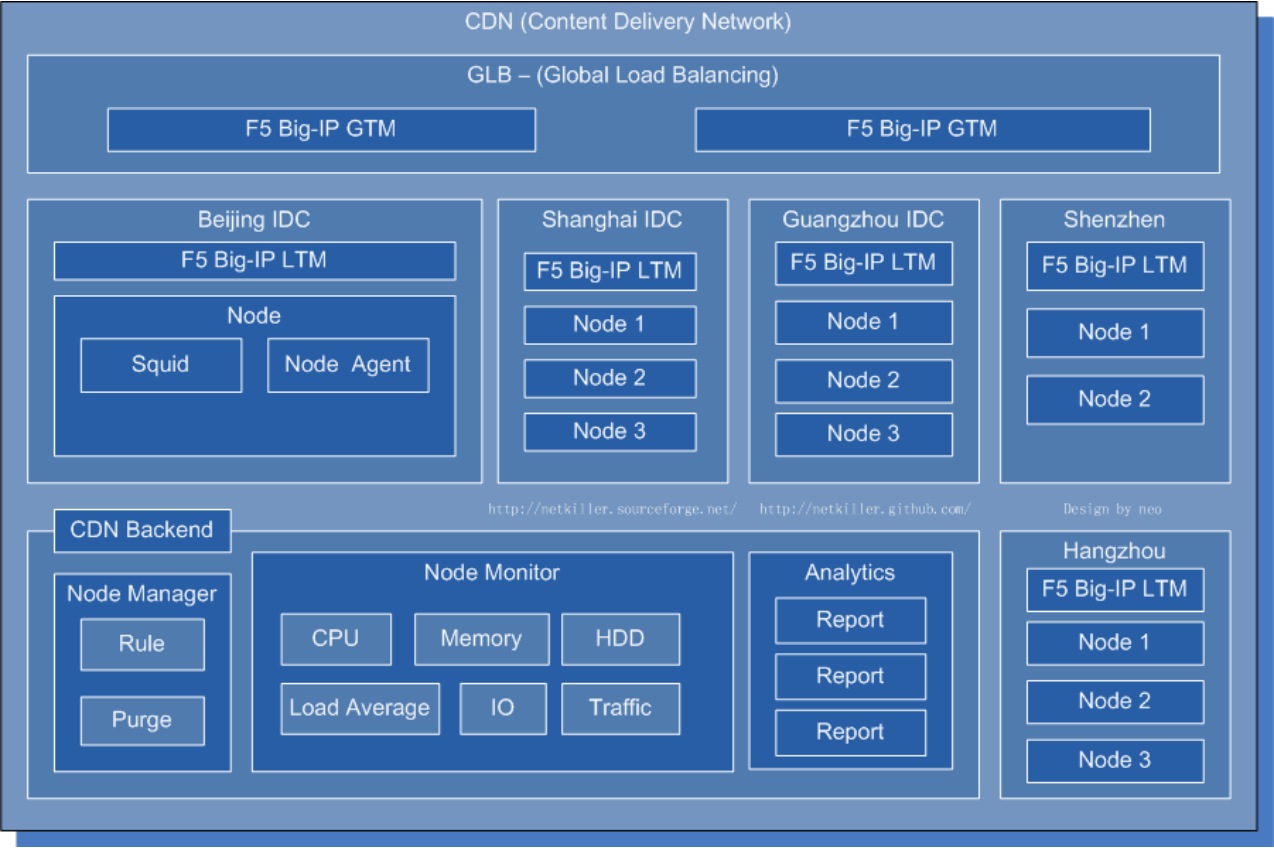 CDN (Content Delivery Network)
GLB – (Global Load Balancing)
F5 Big-IP GTM
F5 Big-IP GTM
Beijing IDC
F5 Big-IP LTM
Node
Squid
Node Agent
Shanghai IDC
F5 Big-IP LTM
Node 1
Node 2
Node 3
Guangzhou IDC
F5 Big-IP LTM
Node 1
Node 2
Node 3
Shenzhen
F5 Big-IP LTM
Node 1
Node 2
http://netkiller.sourceforge.net/
http://netkiller.github.com/
Design by neo
CDN Backend
Node Manager
Rule
Purge
Node Monitor
CPU
Memory
HDD
Load Average
IO
Traffic
Analytics
Report
Report
Report
Hangzhou
F5 Big-IP LTM
Node 1
Node 2
Node 3